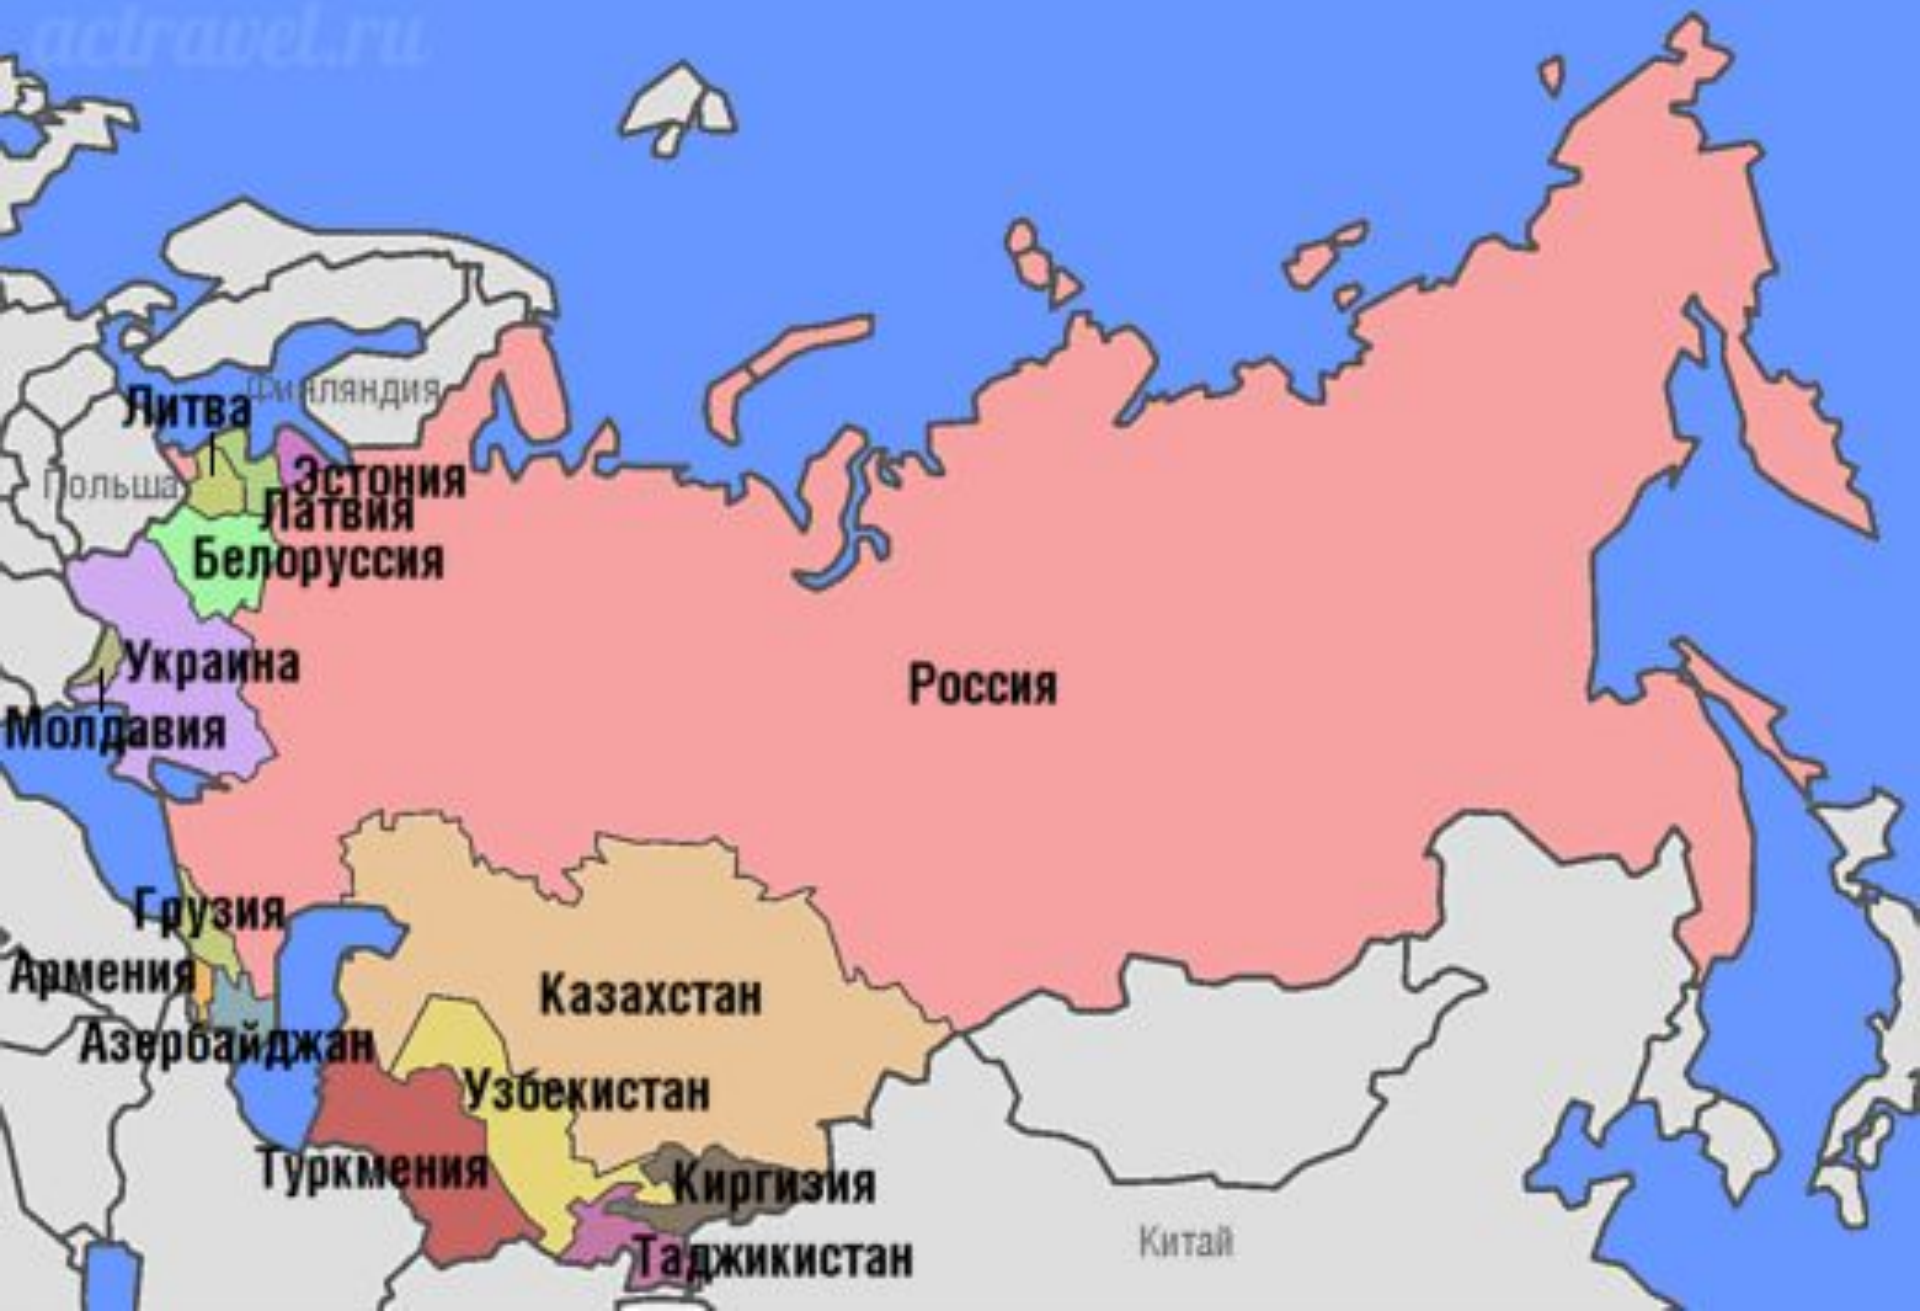 actravel.ru
Финляндия
Литва
Польша
Эстония
Латвия
Белоруссия
Украина
Россия
Молдавия
Грузия
Армения
Казахстан
Азербайджан
Узбекистан
Туркмения
Киргизия
Китай
Таджикистан